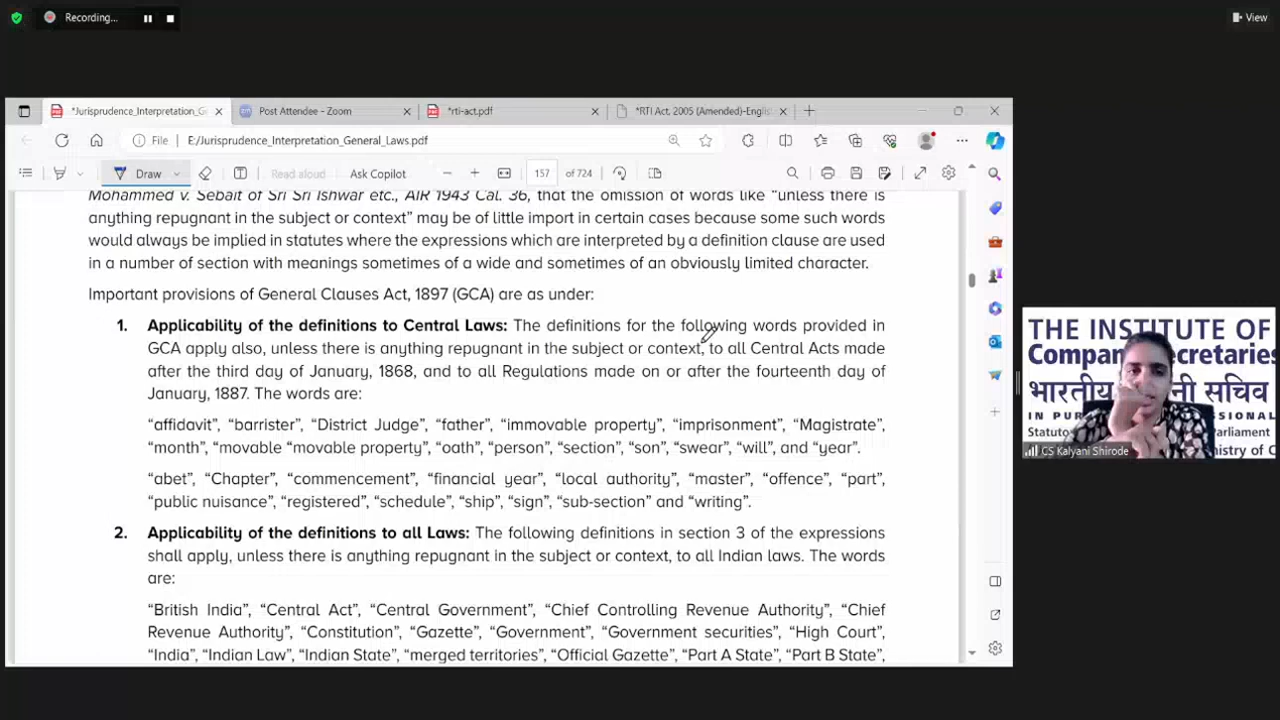 Recording...
View
*Jurisprudence_Interpretation_G
Post Attendee - Zoom
*rti-act.pdf
*RTI Act, 2005 (Amended)-Englis
File
E:/Jurisprudence_Interpretation_General_Laws.pdf
Draw
Read aloud
Ask Copilot
157
of 724
Mohammed v. Sebait of Sri Sri Ishwar etc., AIR 1943 Cal. 36, that the omission of words like “unless there is
anything repugnant in the subject or context” may be of little import in certain cases because some such words
would always be implied in statutes where the expressions which are interpreted by a definition clause are used
in a number of section with meanings sometimes of a wide and sometimes of an obviously limited character.
Important provisions of General Clauses Act, 1897 (GCA) are as under:
1. Applicability of the definitions to Central Laws: The definitions for the following words provided in
GCA apply also, unless there is anything repugnant in the subject or context, to all Central Acts made
after the third day of January, 1868, and to all Regulations made on or after the fourteenth day of
January, 1887. The words are:
“affidavit”, “barrister”, “District Judge”, “father”, “immovable property”, “imprisonment”, “Magistrate”,
“month”, “movable “movable property”, “oath”, “person”, “section”, “son”, “swear”, “will”, and “year”.
“abet”, “Chapter”, “commencement”, “financial year”, “local authority”, “master”, “offence”, “part”,
“public nuisance”, “registered”, “schedule”, “ship”, “sign”, “sub-section” and “writing”.
2. Applicability of the definitions to all Laws: The following definitions in section 3 of the expressions
shall apply, unless there is anything repugnant in the subject or context, to all Indian laws. The words
are:
“British India”, “Central Act”, “Central Government”, “Chief Controlling Revenue Authority”, “Chief
Revenue Authority”, “Constitution”, “Gazette”, “Government”, “Government securities”, “High Court”,
“India”, “Indian Law”, “Indian State”, “merged territories”, “Official Gazette”, “Part A State”, “Part B State”,
THE INSTITUTE OF
Compan ecretaries
भारतीय नी सचिव
IN PUR SIONAL
Statuto Parliament
nistry of C
CS Kalyani Shirode